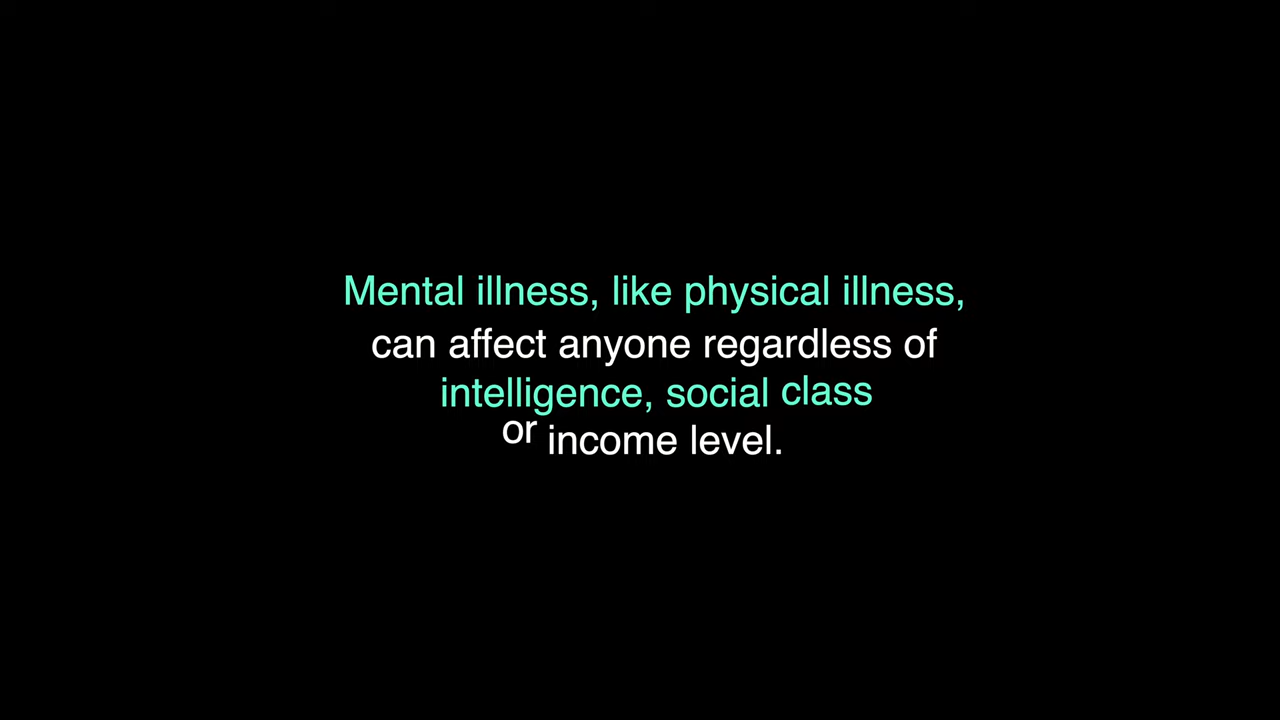 Mental illness, like physical illness,
can affect anyone regardless of
intelligence, social class
or income level.